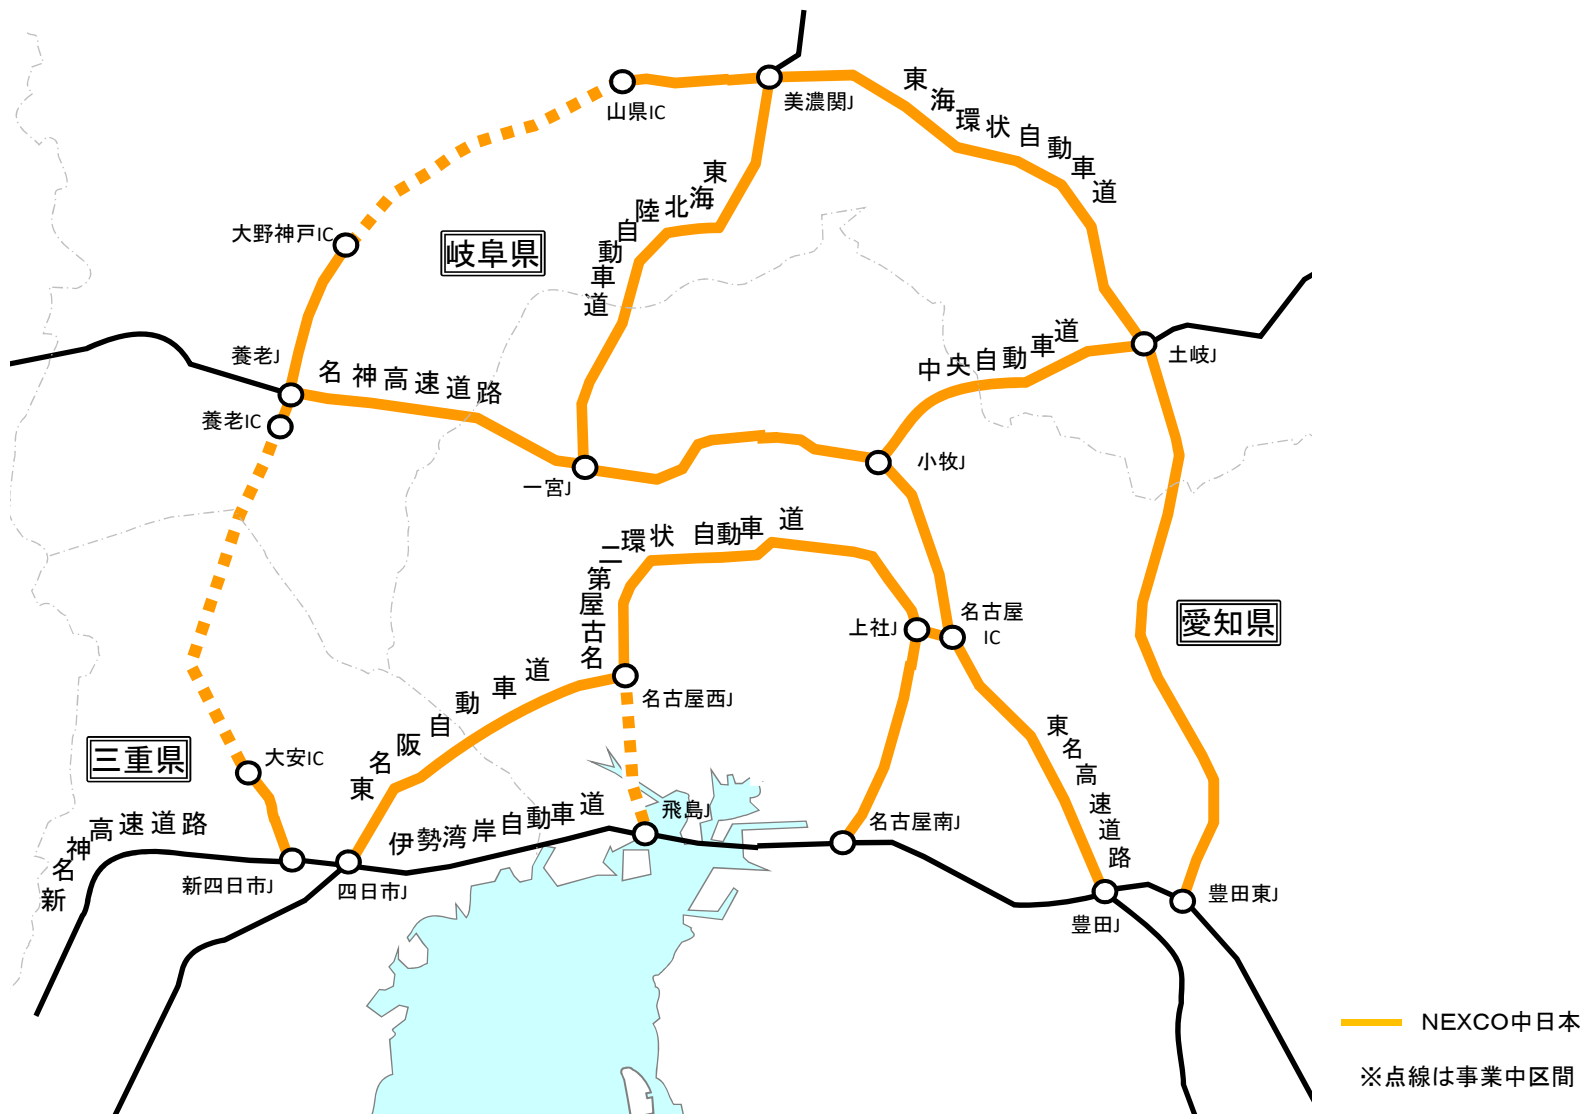 山県IC
美濃関J
東海環状自動車道
大野神戸IC
岐阜県
東海北陸自動車道
養老J
名神高速道路
養老IC
中央自動車道
土岐J
一宮J
小牧J
名古屋第二環状自動車道
上社J
名古屋
IC
愛知県
名古屋西J
東名阪自動車道
三重県
大安IC
東名高速道路
飛島J
名古屋南J
伊勢湾岸自動車道
新名神高速道路
新四日市J
四日市J
豊田J
豊田東J
NEXCO中日本
※点線は事業中区間